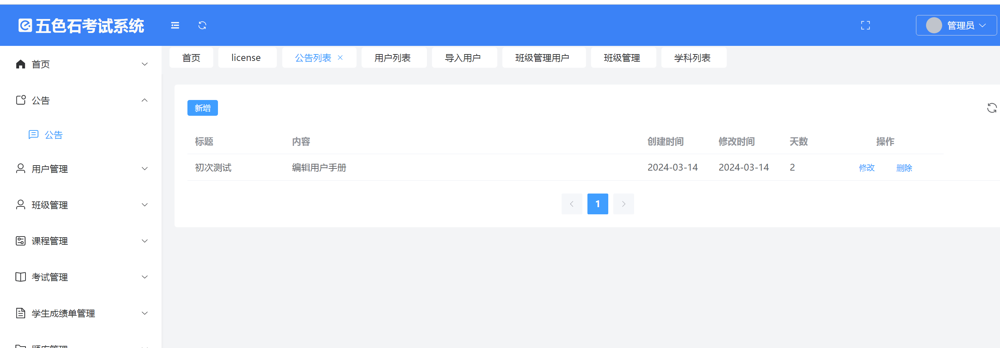 五色石考试系统
管理员
首页
公告
公告
用户管理
班级管理
课程管理
考试管理
学生成绩单管理
题库管理
首页 license 公告列表 用户列表 导入用户 班级管理用户 班级管理 学科列表
新增
标题 内容 创建时间 修改时间 天数 操作
初次测试 编辑用户手册 2024-03-14 2024-03-14 2 修改 删除
1